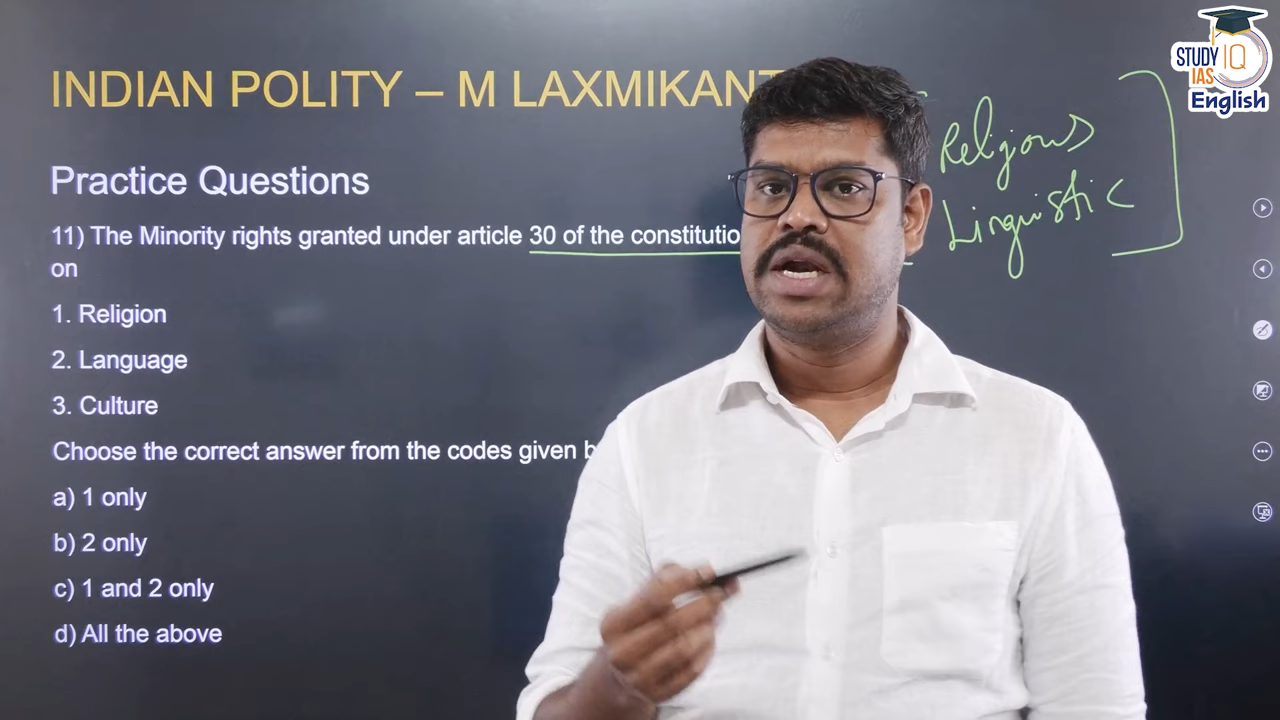 INDIAN POLITY – M LAXMIKANT
Practice Questions
11) The Minority rights granted under article 30 of the constitutio
on
1. Religion
2. Language
3. Culture
Choose the correct answer from the codes given b
a) 1 only
b) 2 only
c) 1 and 2 only
d) All the above
Religious
Linguistic
STUDY IQ
IAS
English